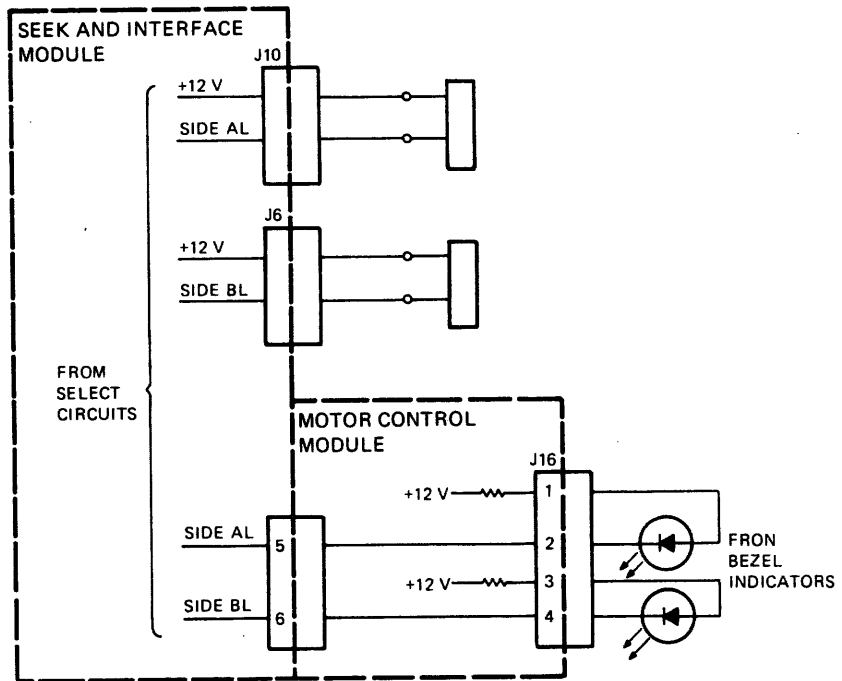 SEEK AND INTERFACE
MODULE
J10
+12 V
SIDE AL
J6
+12 V
SIDE BL
FROM
SELECT
CIRCUITS
MOTOR CONTROL
MODULE
J16
+12 V
1
SIDE AL
5
2
+12 V
3
SIDE BL
6
4
FRON
BEZEL
INDICATORS